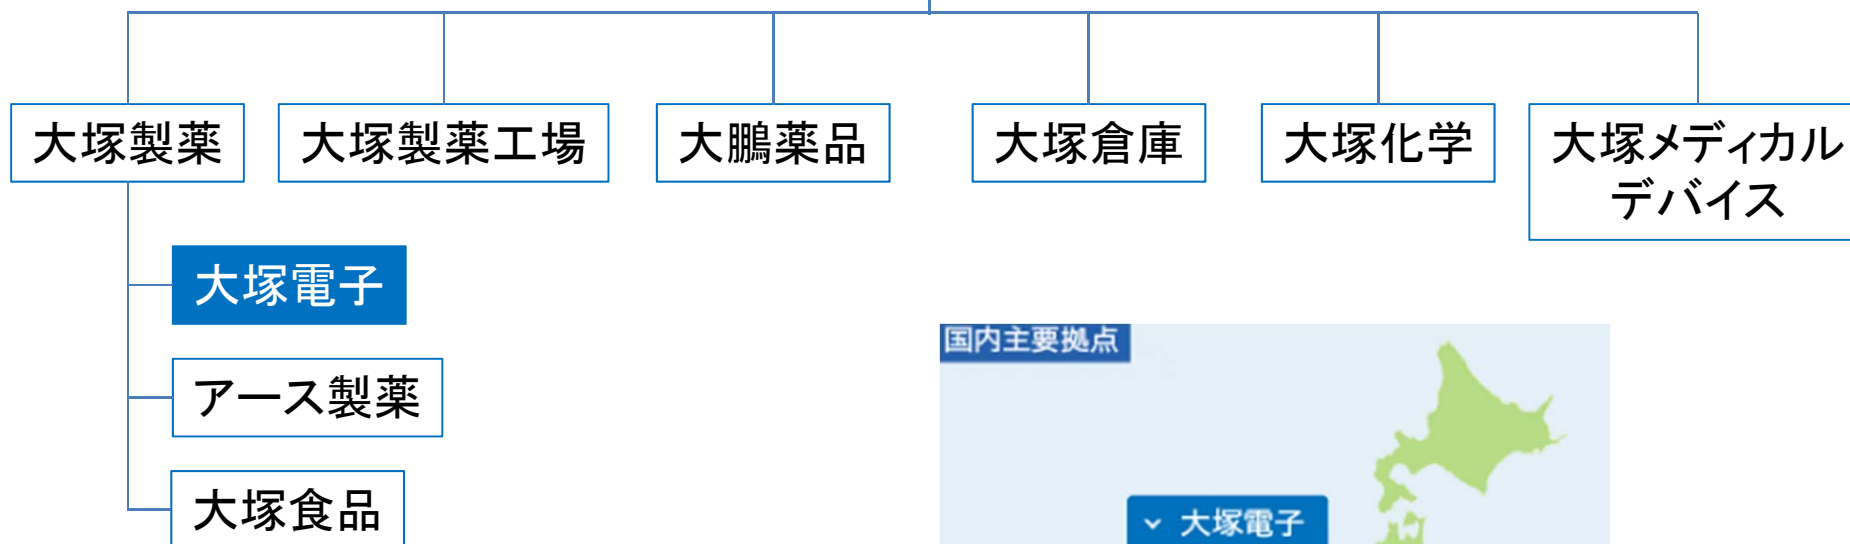 大塚製薬
大塚製薬工場
大鵬薬品
大塚倉庫
大塚化学
大塚メディカル
デバイス
大塚電子
アース製薬
大塚食品
国内主要拠点
大塚電子